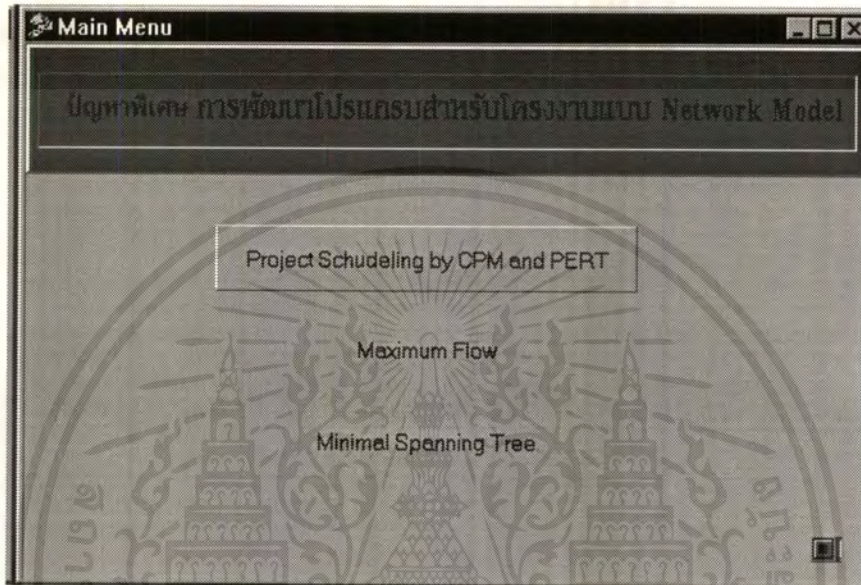 Main Menu
ปัญหาพิเศษ การพัฒนาโปรแกรมสำหรับโครงงานแบบ Network Model
Project Schudeling by CPM and PERT
Maximum Flow
Minimal Spanning Tree